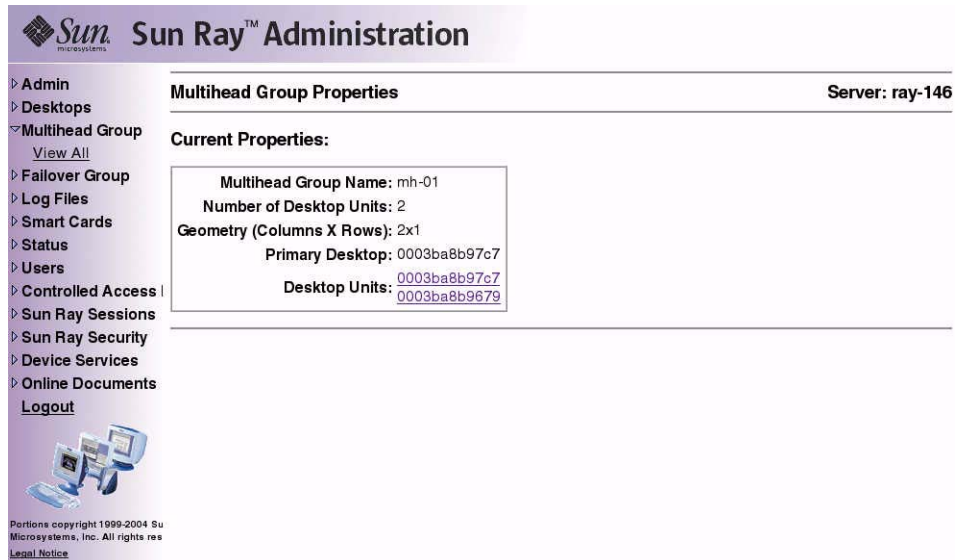 Sun microsystems Sun Ray™ Administration
Admin
Desktops
Multihead Group
View All
Failover Group
Log Files
Smart Cards
Status
Users
Controlled Access
Sun Ray Sessions
Sun Ray Security
Device Services
Online Documents
Logout
Portions copyright 1999-2004 Su
Microsystems, Inc. All rights res
Legal Notice
Multihead Group Properties Server: ray-146
Current Properties:
Multihead Group Name: mh-01
Number of Desktop Units: 2
Geometry (Columns X Rows): 2x1
Primary Desktop: 0003ba8b97c7
Desktop Units: 0003ba8b97c7
0003ba8b9679